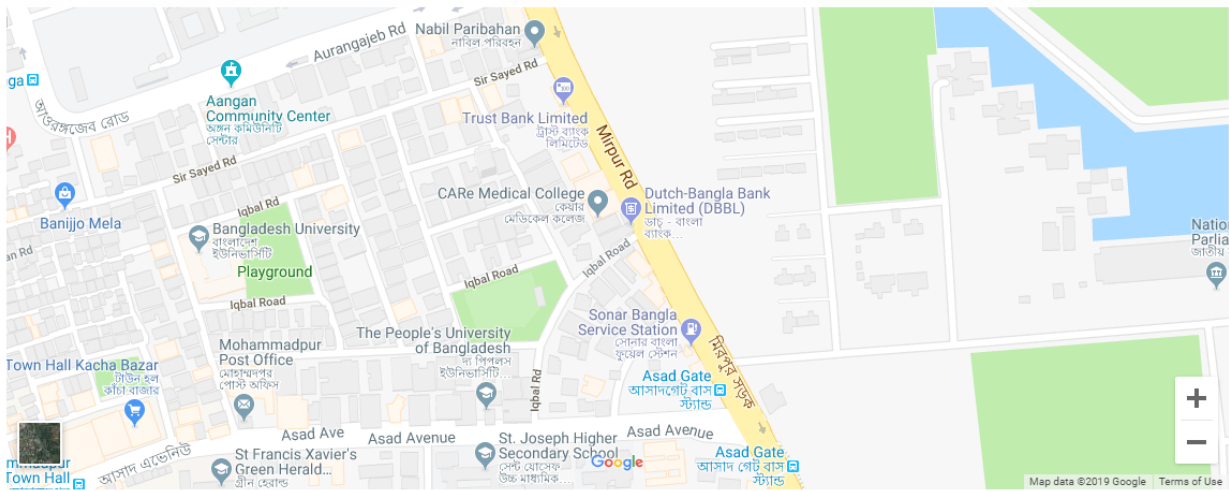 Nabil Paribahan
নাবিল পরিবহন
Aurangajeb Rd
ga
আওরঙ্গজেব রোড
Aangan
Community Center
অঙ্গন কমিউনিটি
সেন্টার
Sir Sayed Rd
Trust Bank Limited
ট্রাস্ট ব্যাংক
লিমিটেড
Mirpur Rd
Sir Sayed Rd
Banijjo Mela
CARe Medical College
কেয়ার
মেডিকেল কলেজ
Dutch-Bangla Bank
Limited (DBBL)
ডাচ্ - বাংলা
ব্যাংক...
Iqbal Rd
Bangladesh University
বাংলাদেশ
ইউনিভার্সিটি
Playground
an Rd
Iqbal Road
Iqbal Road
Iqbal Road
Natio
Parlia
জাতীয়
Sonar Bangla
Service Station
সোনার বাংলা
ফুয়েল স্টেশন
মিরপুর সড়ক
The People's University
of Bangladesh
দ্য পিপলস
ইউনিভার্সিটি...
Mohammadpur
Post Office
মোহাম্মদপুর
পোস্ট অফিস
Town Hall Kacha Bazar
টাউন হল
কাঁচা বাজার
Iqbal Rd
Asad Gate
আসাদগেট বাস
স্ট্যান্ড
Asad Ave
Asad Avenue
Asad Avenue
আসাদ এভেনিউ
St Francis Xavier's
Green Herald...
গ্রীন হেরাল্ড
St. Joseph Higher
Secondary School
সেন্ট যোসেফ
উচ্চ মাধ্যমিক...
Google
Asad Gate
আসাদ গেট বাস
স্ট্যান্ড
Town Hall
+
−
Map data ©2019 Google
Terms of Use